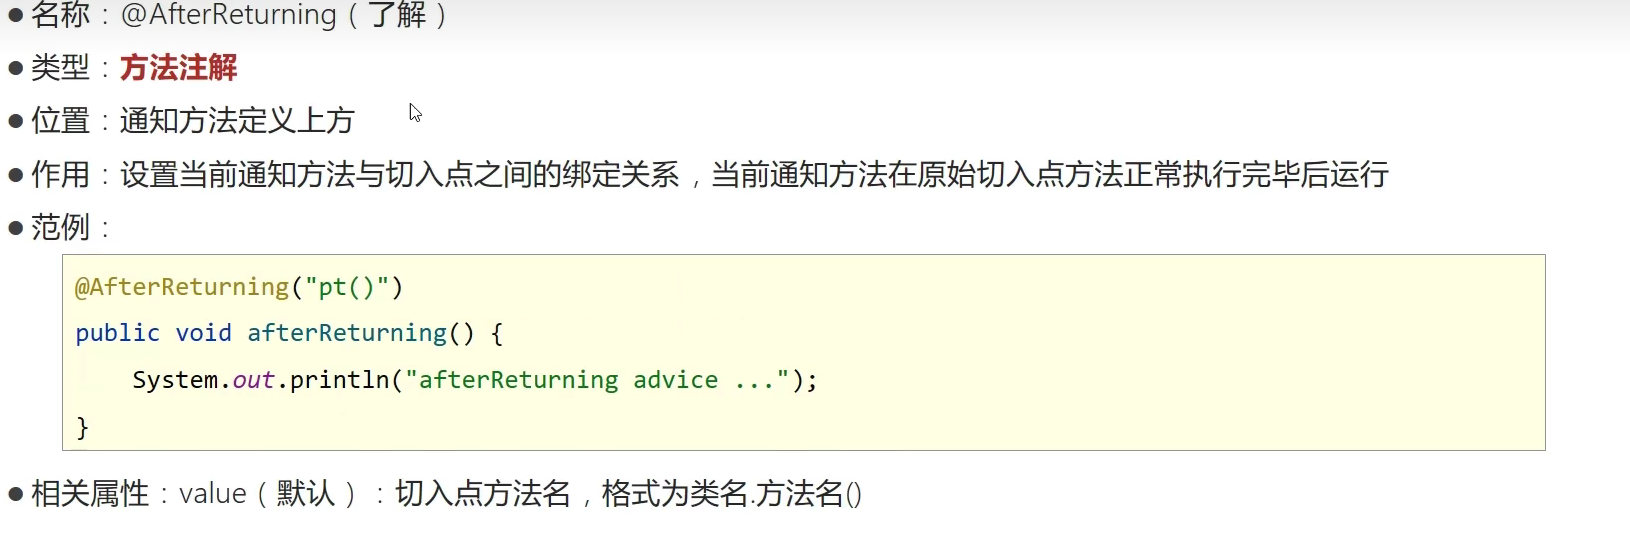 ● 名称：@AfterReturning（了解）
● 类型：方法注解
● 位置：通知方法定义上方
● 作用：设置当前通知方法与切入点之间的绑定关系，当前通知方法在原始切入点方法正常执行完毕后运行
● 范例：
@AfterReturning("pt()")
public void afterReturning() {
    System.out.println("afterReturning advice ...");
}
● 相关属性：value（默认）：切入点方法名，格式为类名.方法名()